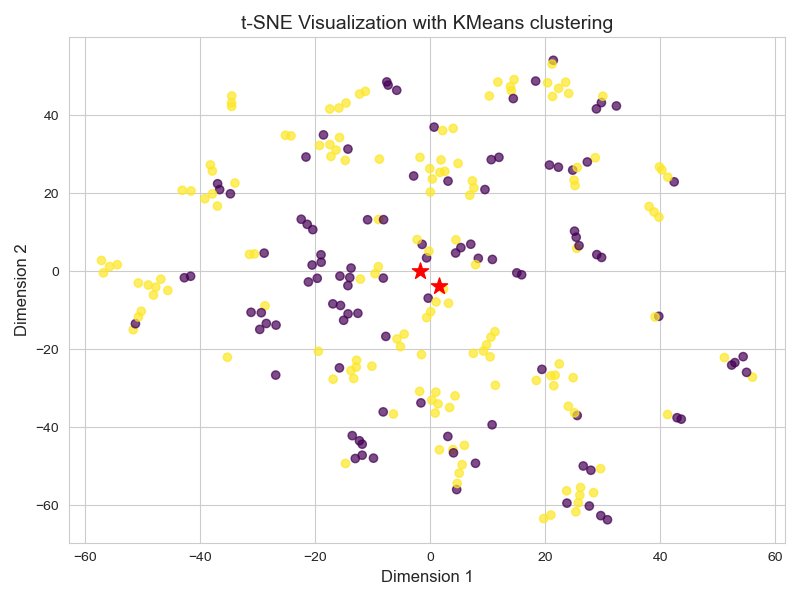 t-SNE Visualization with KMeans clustering
Dimension 2
40
20
0
−20
−40
−60
−60 −40 −20 0 20 40 60
Dimension 1